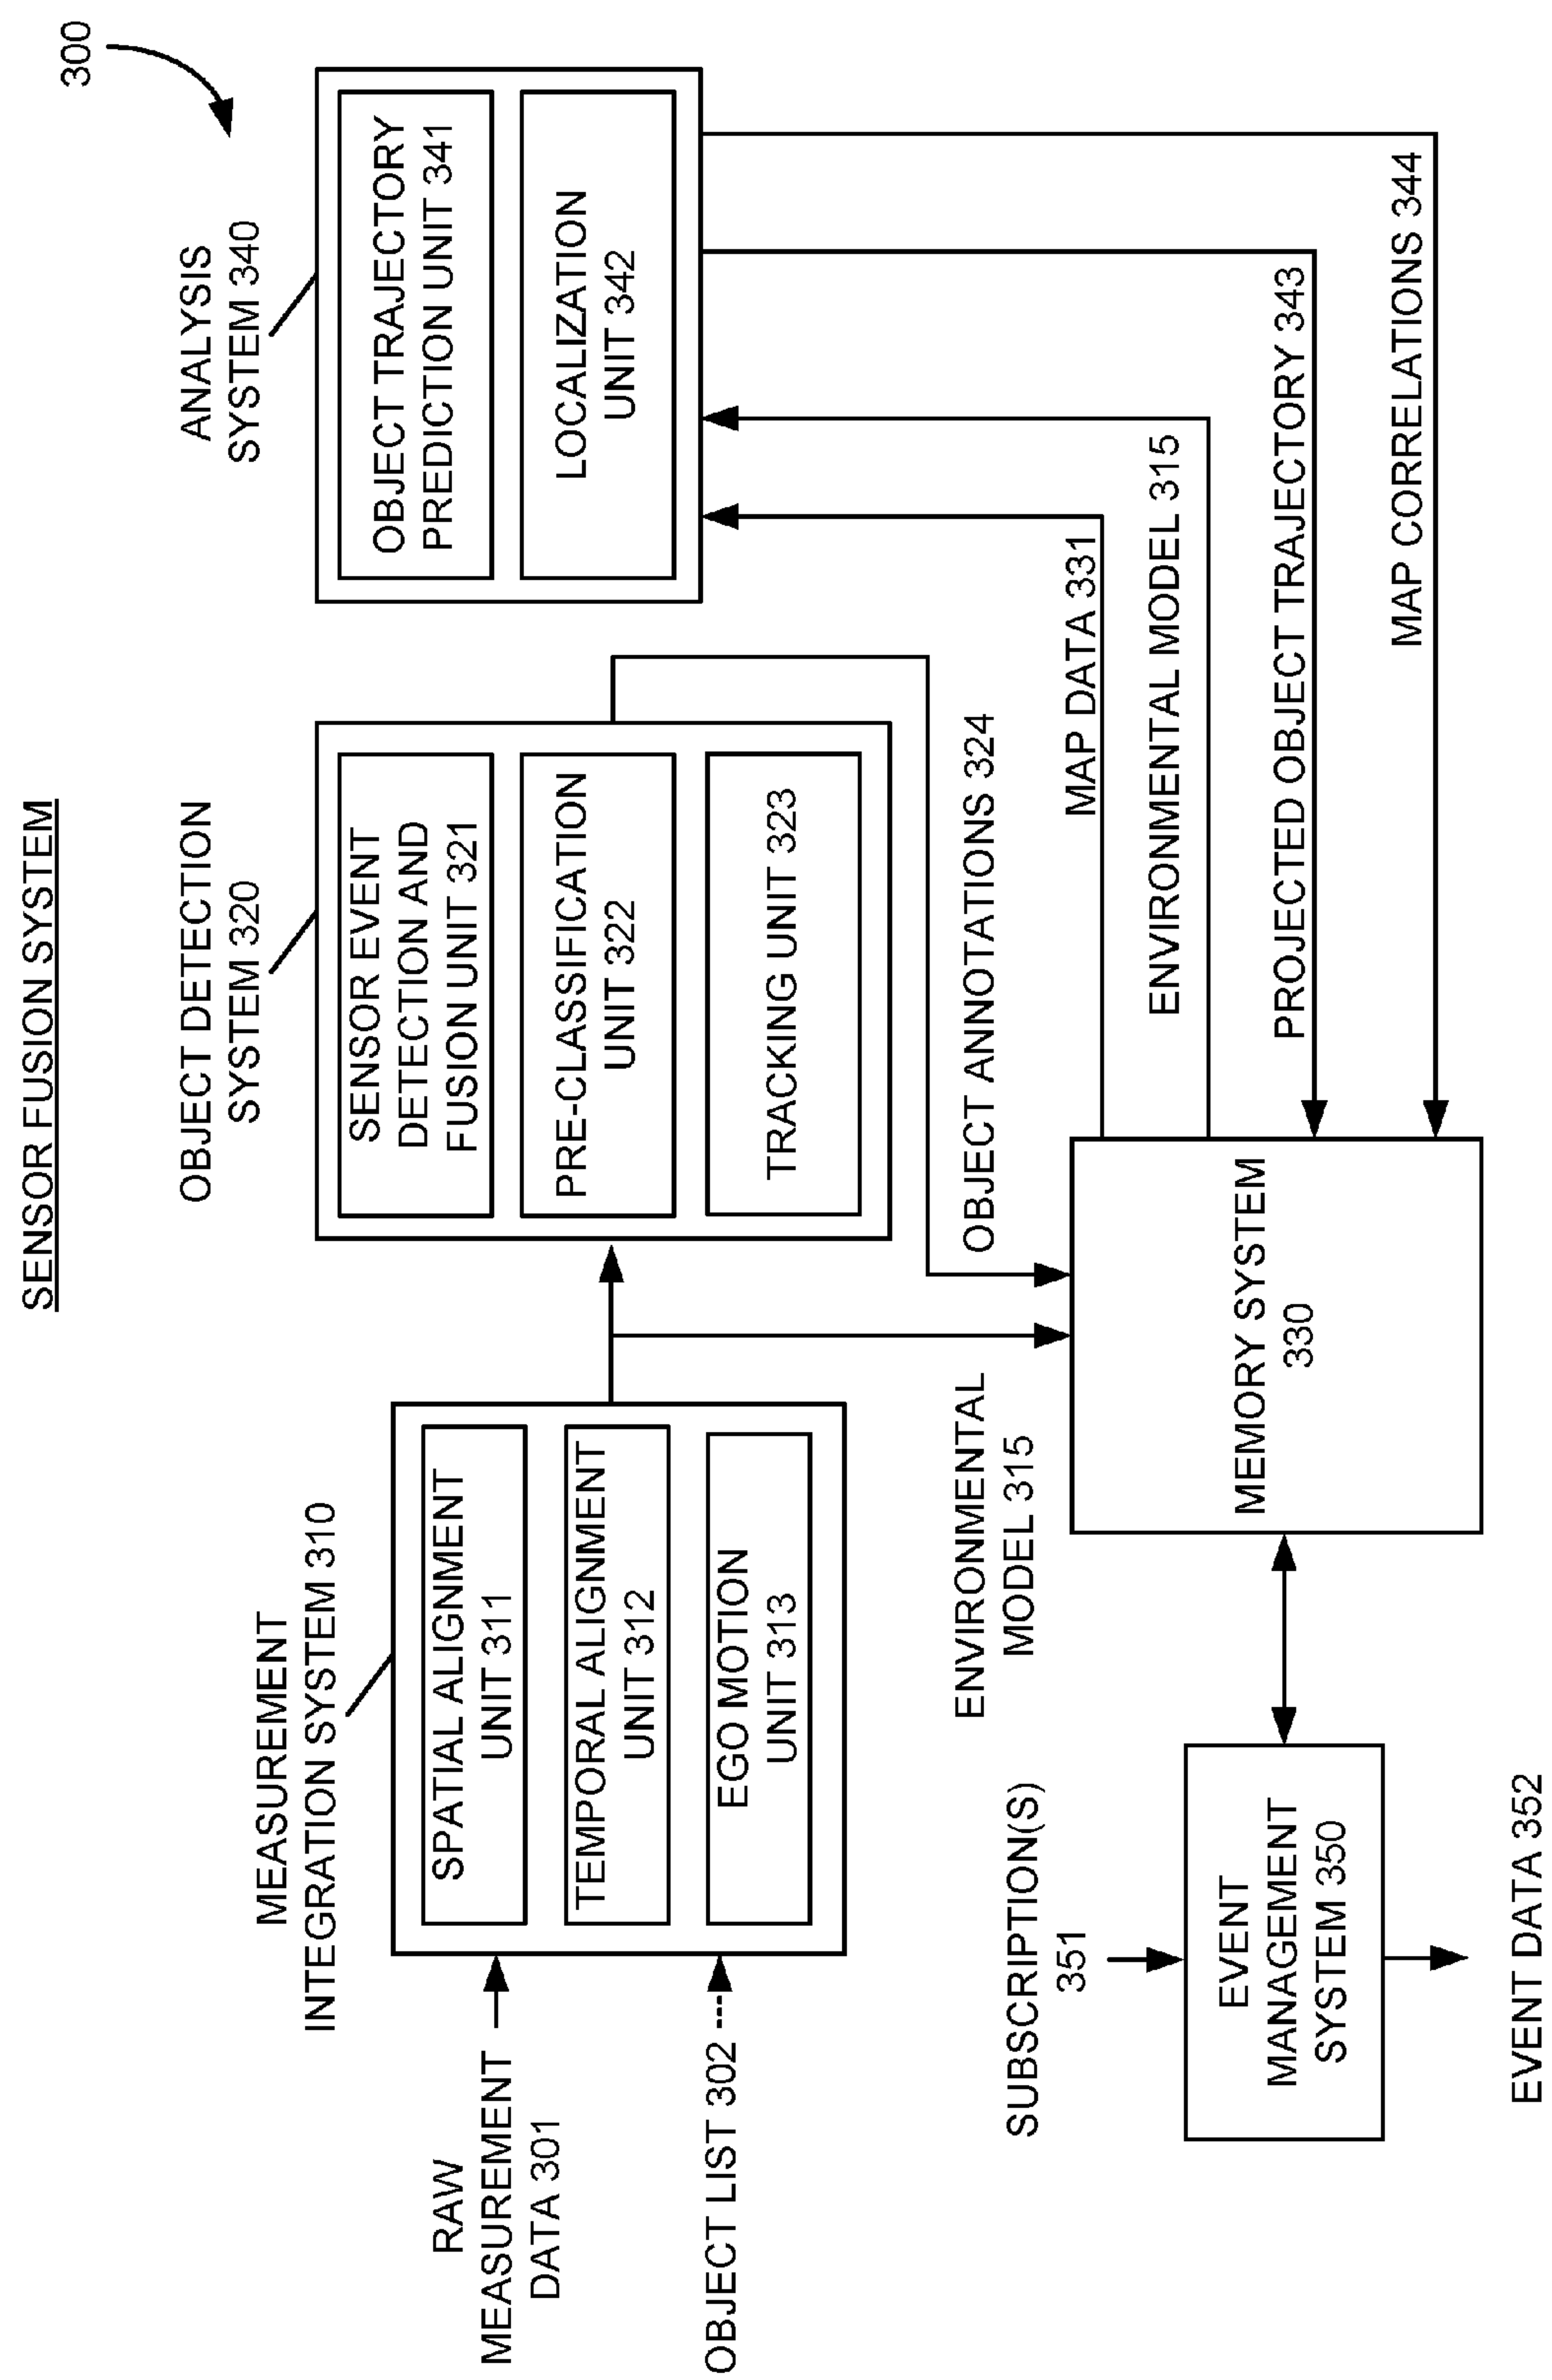 SENSOR FUSION SYSTEM
300
MEASUREMENT
INTEGRATION SYSTEM 310
OBJECT DETECTION
SYSTEM 320
ANALYSIS
SYSTEM 340
RAW
MEASUREMENT
DATA 301
OBJECT LIST 302
SPATIAL ALIGNMENT
UNIT 311
TEMPORAL ALIGNMENT
UNIT 312
EGO MOTION
UNIT 313
SENSOR EVENT
DETECTION AND
FUSION UNIT 321
PRE-CLASSIFICATION
UNIT 322
TRACKING UNIT 323
OBJECT TRAJECTORY
PREDICTION UNIT 341
LOCALIZATION
UNIT 342
ENVIRONMENTAL
MODEL 315
OBJECT ANNOTATIONS 324
MAP DATA 331
ENVIRONMENTAL MODEL 315
PROJECTED OBJECT TRAJECTORY 343
MAP CORRELATIONS 344
SUBSCRIPTION(S)
351
EVENT
MANAGEMENT
SYSTEM 350
MEMORY SYSTEM
330
EVENT DATA 352